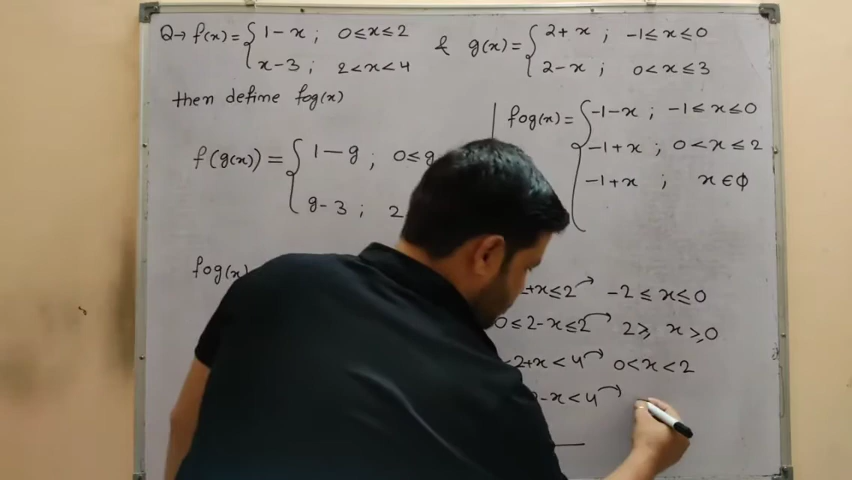 Q→ f(x) = { 1-x ; 0≤x≤2 & g(x) = { 2+x ; -1≤x≤0
x-3 ; 2<x<4 2-x ; 0<x≤3
then define fog(x)
fog(x) = { -1-x ; -1≤x≤0
-1+x ; 0<x≤2
-1+x ; x∈ϕ
f(g(x)) = { 1-g ; 0≤g
g-3 ; 2
fog(x)
2+x≤2 → -2≤x≤0
0≤2-x≤2 → 2≥x≥0
<2+x<4 → 0<x<2
-x<4 →